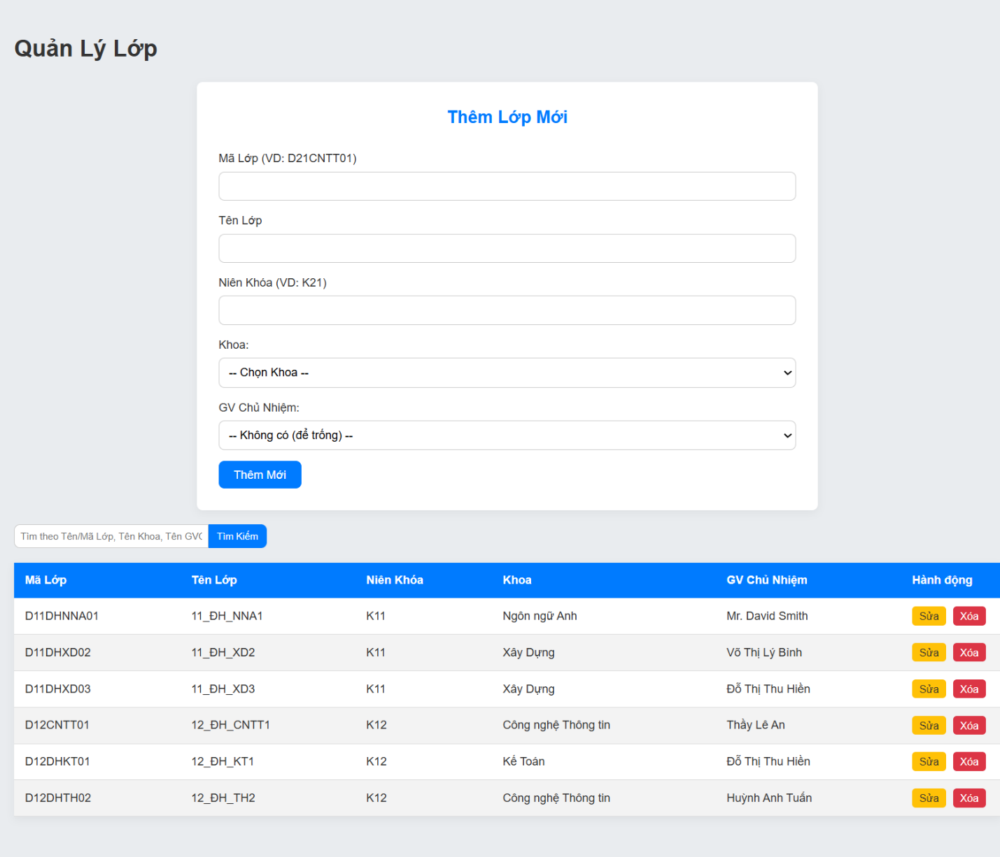 Quản Lý Lớp
Thêm Lớp Mới
Mã Lớp (VD: D21CNTT01)
Tên Lớp
Niên Khóa (VD: K21)
Khoa:
-- Chọn Khoa --
GV Chủ Nhiệm:
-- Không có (để trống) --
Thêm Mới
Tìm theo Tên/Mã Lớp, Tên Khoa, Tên GVC Tìm Kiếm
Mã Lớp Tên Lớp Niên Khóa Khoa GV Chủ Nhiệm Hành động
D11DHNNA01 11_ĐH_NNA1 K11 Ngôn ngữ Anh Mr. David Smith Sửa Xóa
D11DHXD02 11_ĐH_XD2 K11 Xây Dựng Võ Thị Lý Bình Sửa Xóa
D11DHXD03 11_ĐH_XD3 K11 Xây Dựng Đỗ Thị Thu Hiền Sửa Xóa
D12CNTT01 12_ĐH_CNTT1 K12 Công nghệ Thông tin Thầy Lê An Sửa Xóa
D12DHKT01 12_ĐH_KT1 K12 Kế Toán Đỗ Thị Thu Hiền Sửa Xóa
D12DHTH02 12_ĐH_TH2 K12 Công nghệ Thông tin Huỳnh Anh Tuấn Sửa Xóa